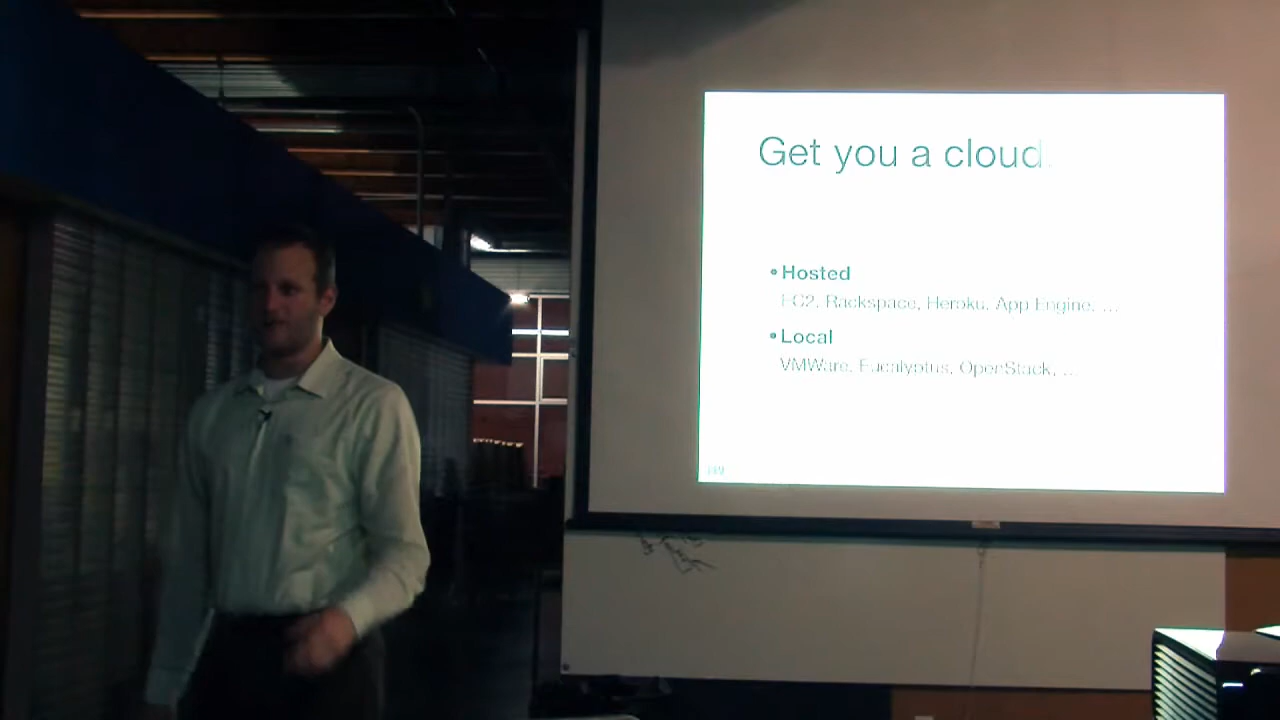 Get you a cloud.
•Hosted
EC2, Rackspace, Heroku, App Engine, ...
•Local
VMWare, Eucalyptus, OpenStack, ...